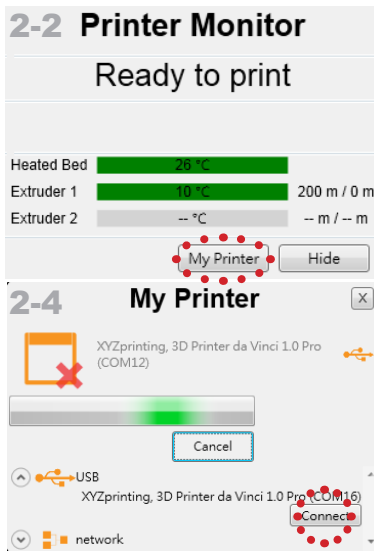 2-2 Printer Monitor
Ready to print
Heated Bed 26 °C
Extruder 1 10 °C 200 m / 0 m
Extruder 2 -- °C -- m / -- m
My Printer Hide
2-4 My Printer X
XYZprinting, 3D Printer da Vinci 1.0 Pro
(COM12)
Cancel
USB
XYZprinting, 3D Printer da Vinci 1.0 Pro (COM16)
Connect
network